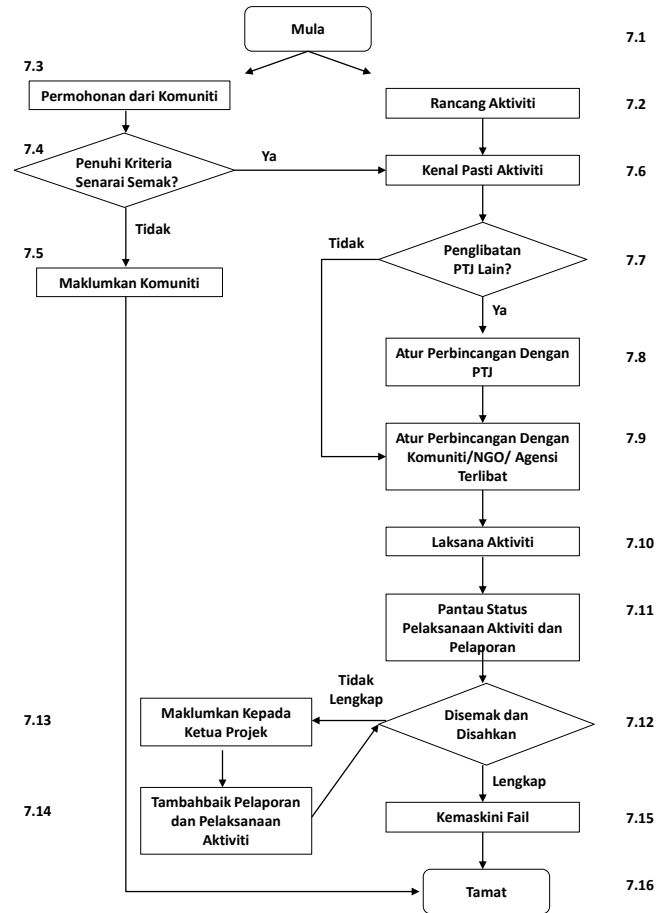 Mula
7.1
7.3
Permohonan dari Komuniti
Rancang Aktiviti
7.2
7.4
Penuhi Kriteria
Senarai Semak?
Ya
Kenal Pasti Aktiviti
7.6
Tidak
7.5
Maklumkan Komuniti
Tidak
Penglibatan
PTJ Lain?
7.7
Ya
Atur Perbincangan Dengan
PTJ
7.8
Atur Perbincangan Dengan
Komuniti/NGO/ Agensi
Terlibat
7.9
Laksana Aktiviti
7.10
Pantau Status
Pelaksanaan Aktiviti dan
Pelaporan
7.11
Tidak
Lengkap
7.13
Maklumkan Kepada
Ketua Projek
Disemak dan
Disahkan
7.12
Lengkap
7.14
Tambahbaik Pelaporan
dan Pelaksanaan
Aktiviti
Kemaskini Fail
7.15
Tamat
7.16